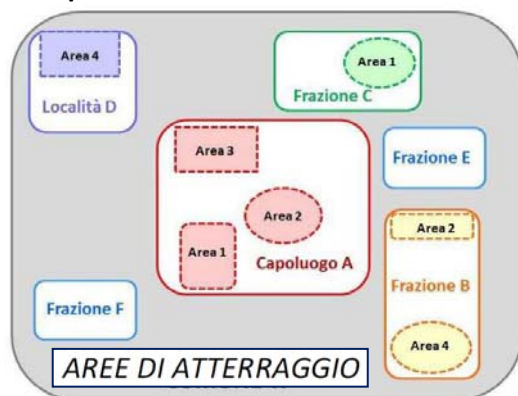 Area 4
Località D
Area 1
Frazione C
Area 3
Area 2
Area 1
Capoluogo A
Frazione E
Area 2
Frazione B
Area 4
Frazione F
AREE DI ATTERRAGGIO